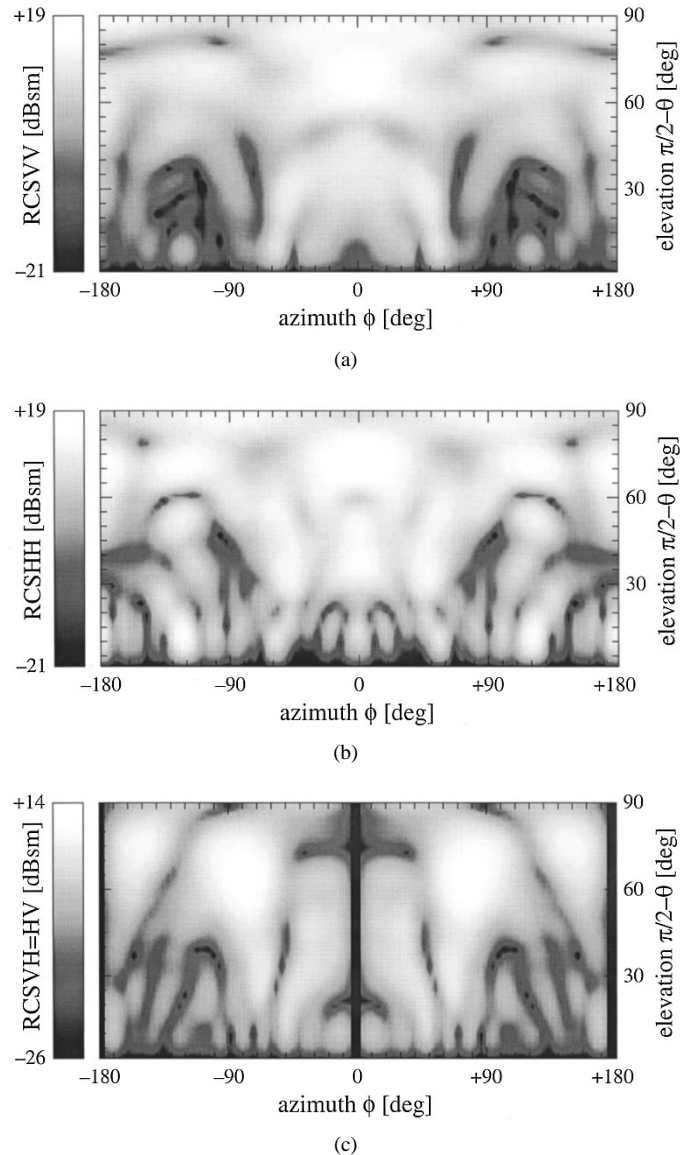 +19
RCSVV [dBsm]
−21
90
60
30
elevation π/2−θ [deg]
−180
−90
0
+90
+180
azimuth ϕ [deg]
(a)
+19
RCSHH [dBsm]
−21
90
60
30
elevation π/2−θ [deg]
−180
−90
0
+90
+180
azimuth ϕ [deg]
(b)
+14
RCSVH=HV [dBsm]
−26
90
60
30
elevation π/2−θ [deg]
−180
−90
0
+90
+180
azimuth ϕ [deg]
(c)